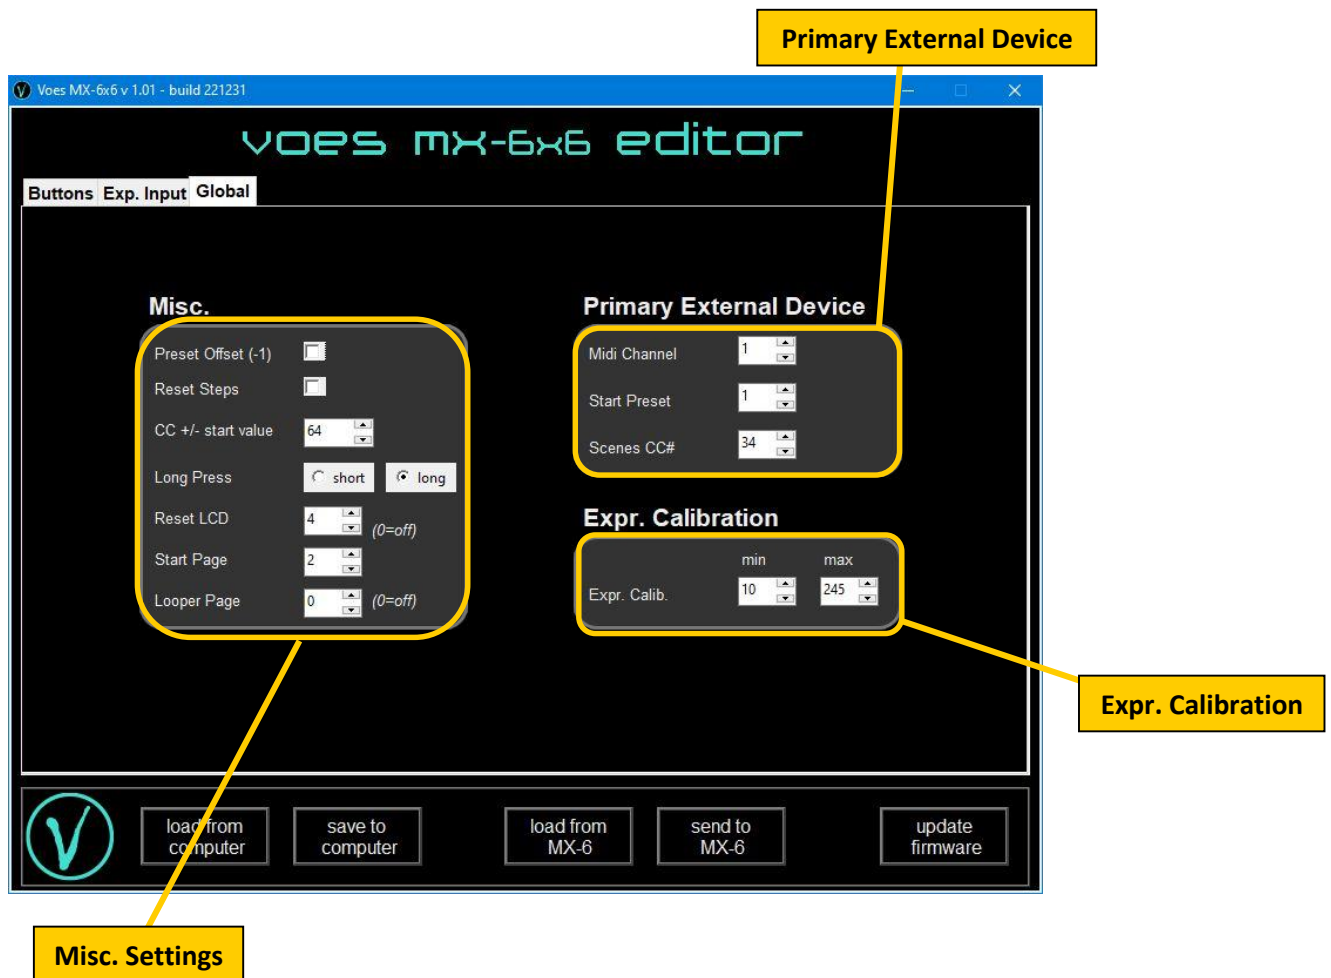 Primary External Device
Voes MX-6x6 v 1.01 - build 221231
voes mx-6x6 editor
Buttons Exp. Input Global
Misc.
Preset Offset (-1)
Reset Steps
CC +/- start value 64
Long Press short long
Reset LCD 4 (0=off)
Start Page 2
Looper Page 0 (0=off)
Primary External Device
Midi Channel 1
Start Preset 1
Scenes CC# 34
Expr. Calibration
min max
Expr. Calib. 10 245
Expr. Calibration
load from
computer
save to
computer
load from
MX-6
send to
MX-6
update
firmware
Misc. Settings